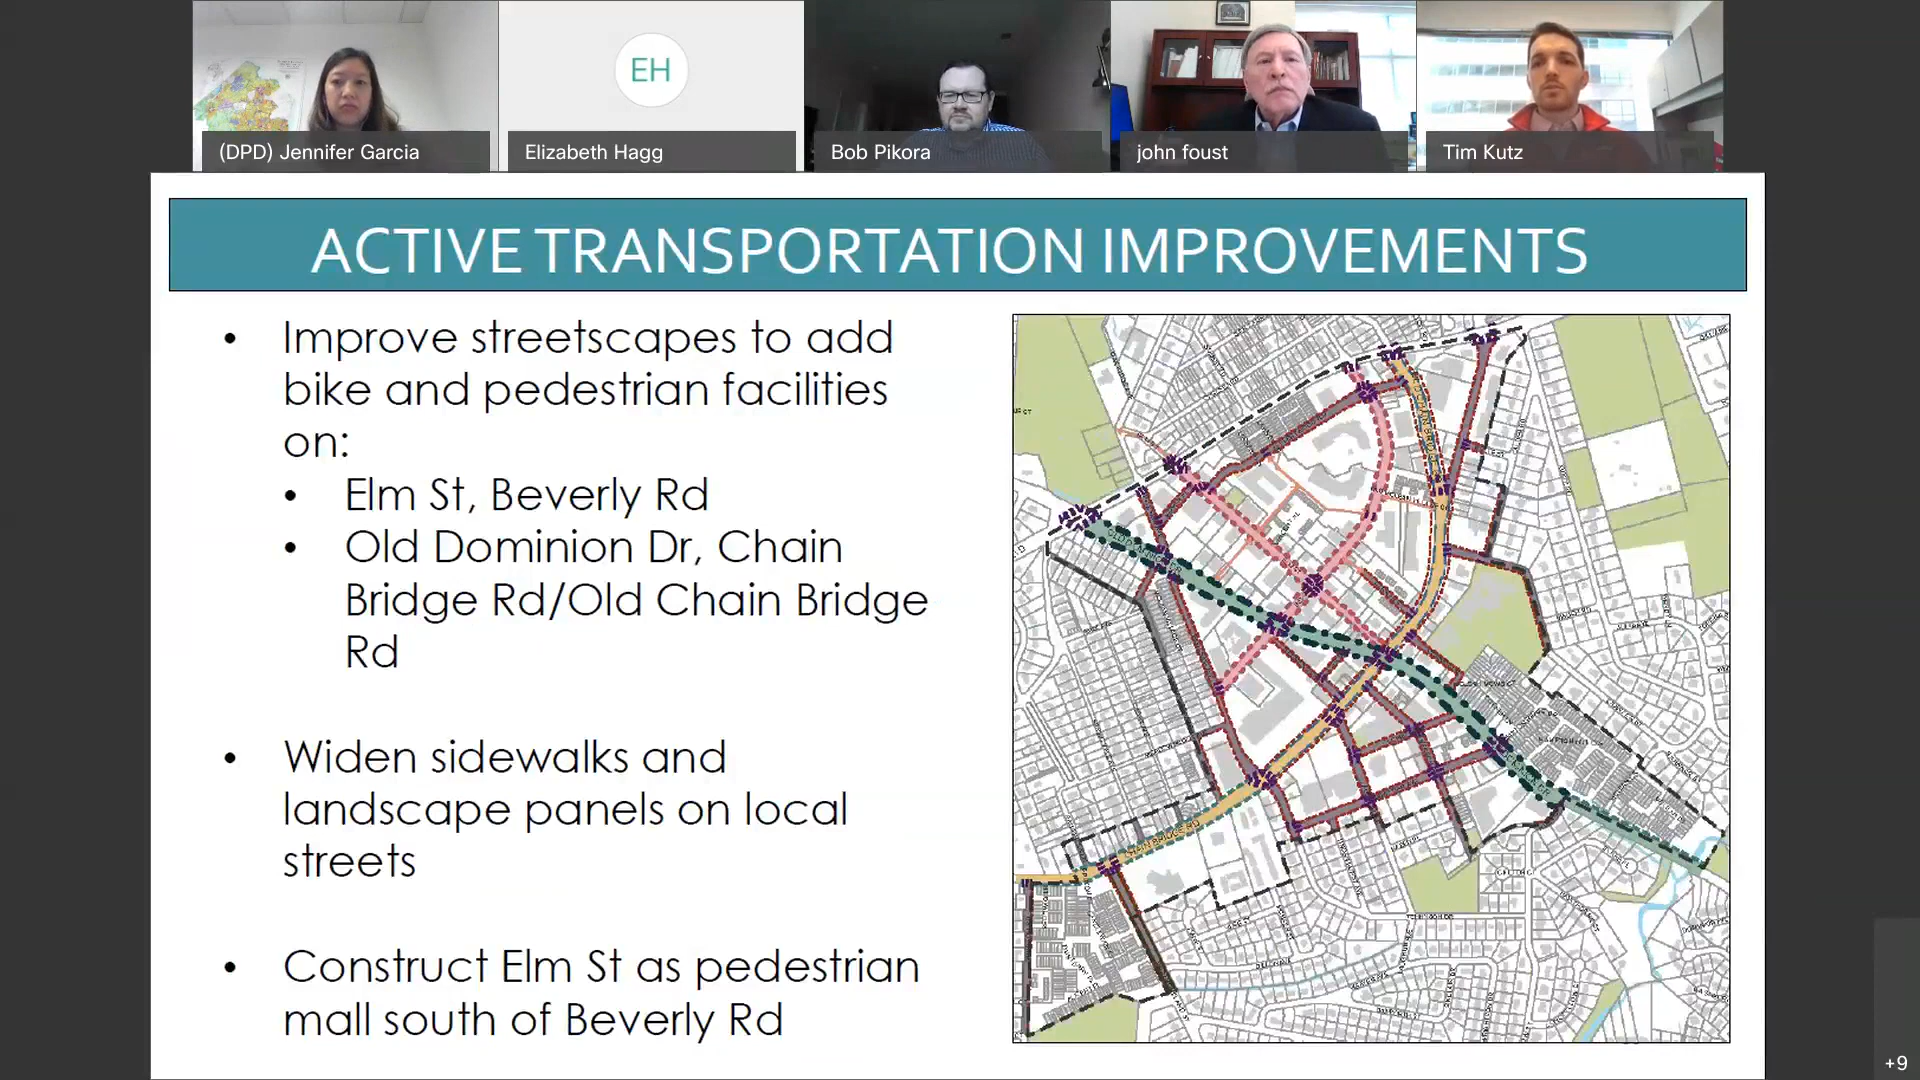 EH
(DPD) Jennifer Garcia
Elizabeth Hagg
Bob Pikora
john foust
Tim Kutz
ACTIVE TRANSPORTATION IMPROVEMENTS
• Improve streetscapes to add
bike and pedestrian facilities
on:
• Elm St, Beverly Rd
• Old Dominion Dr, Chain
Bridge Rd/Old Chain Bridge
Rd
• Widen sidewalks and
landscape panels on local
streets
• Construct Elm St as pedestrian
mall south of Beverly Rd
CHAIN BRIDGE RD
+9